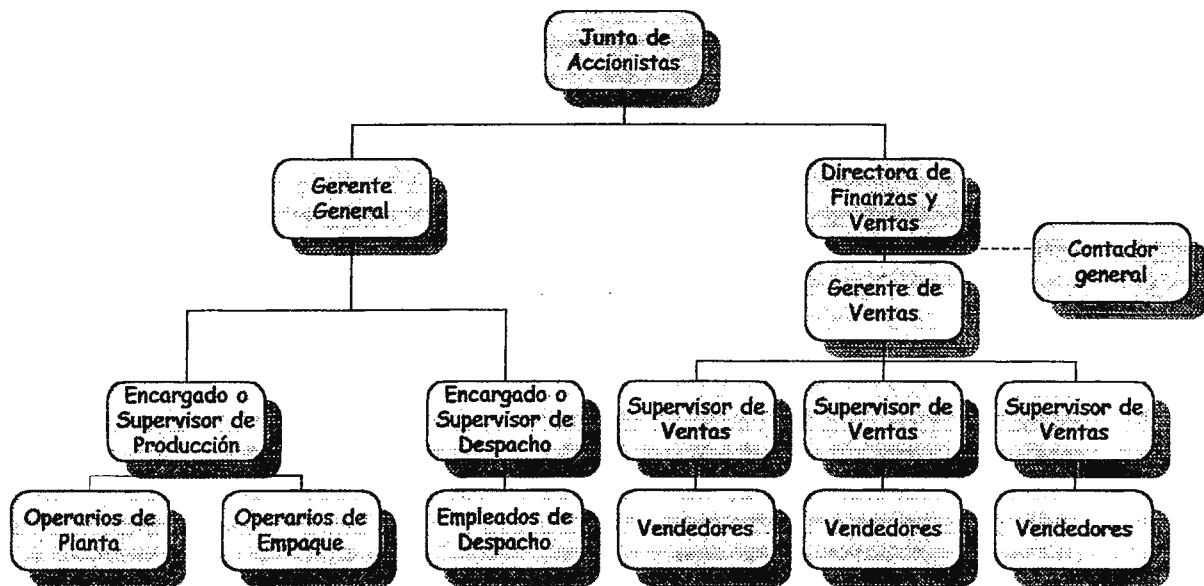 Junta de
Accionistas
Gerente
General
Directora de
Finanzas y
Ventas
Contador
general
Gerente de
Ventas
Encargado o
Supervisor de
Producción
Encargado o
Supervisor de
Despacho
Supervisor de
Ventas
Supervisor de
Ventas
Supervisor de
Ventas
Operarios de
Planta
Operarios de
Empaque
Empleados de
Despacho
Vendedores
Vendedores
Vendedores